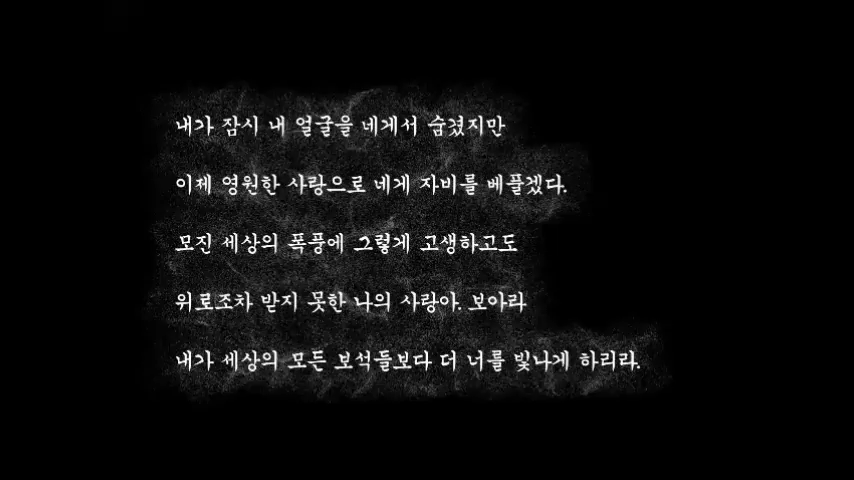 내가 잠시 내 얼굴을 네게서 숨겼지만
이제 영원한 사랑으로 네게 자비를 베풀겠다.
모진 세상의 폭풍에 그렇게 고생하고도
위로조차 받지 못한 나의 사랑아. 보아라
내가 세상의 모든 보석들보다 더 너를 빛나게 하리라.